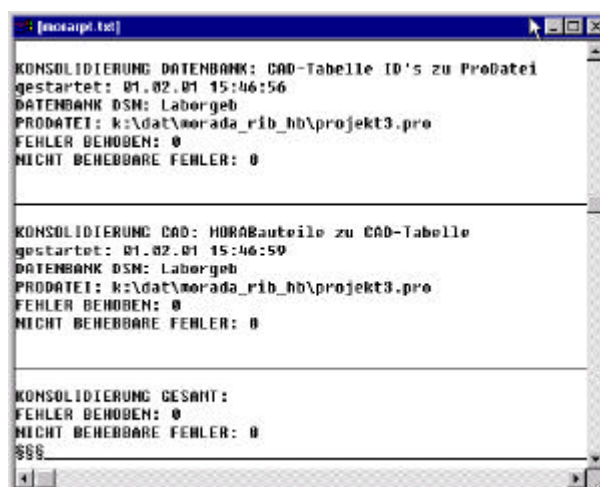 [morarpt.txt]
KONSOLIDIERUNG DATENBANK: CAD-Tabelle ID's zu ProDatei
gestartet: 01.02.01 15:46:56
DATENBANK DSN: Laborgeb
PRODATEI: k:\dat\morada_rib_hb\projekt3.pro
FEHLER BEHOBEN: 0
NICHT BEHEBBARE FEHLER: 0
KONSOLIDIERUNG CAD: MORABauteile zu CAD-Tabelle
gestartet: 01.02.01 15:46:59
DATENBANK DSN: Laborgeb
PRODATEI: k:\dat\morada_rib_hb\projekt3.pro
FEHLER BEHOBEN: 0
NICHT BEHEBBARE FEHLER: 0
KONSOLIDIERUNG GESAMT:
FEHLER BEHOBEN: 0
NICHT BEHEBBARE FEHLER: 0
§§§